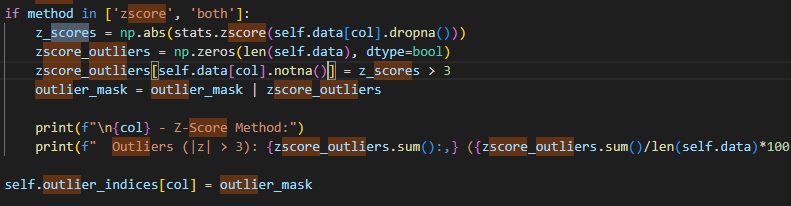 if method in ['zscore', 'both']:
    z_scores = np.abs(stats.zscore(self.data[col].dropna()))
    zscore_outliers = np.zeros(len(self.data), dtype=bool)
    zscore_outliers[self.data[col].notna()] = z_scores > 3
    outlier_mask = outlier_mask | zscore_outliers
    print(f"\n{col} - Z-Score Method:")
    print(f"  Outliers (|z| > 3): {zscore_outliers.sum():,} ({zscore_outliers.sum()/len(self.data)*100
self.outlier_indices[col] = outlier_mask